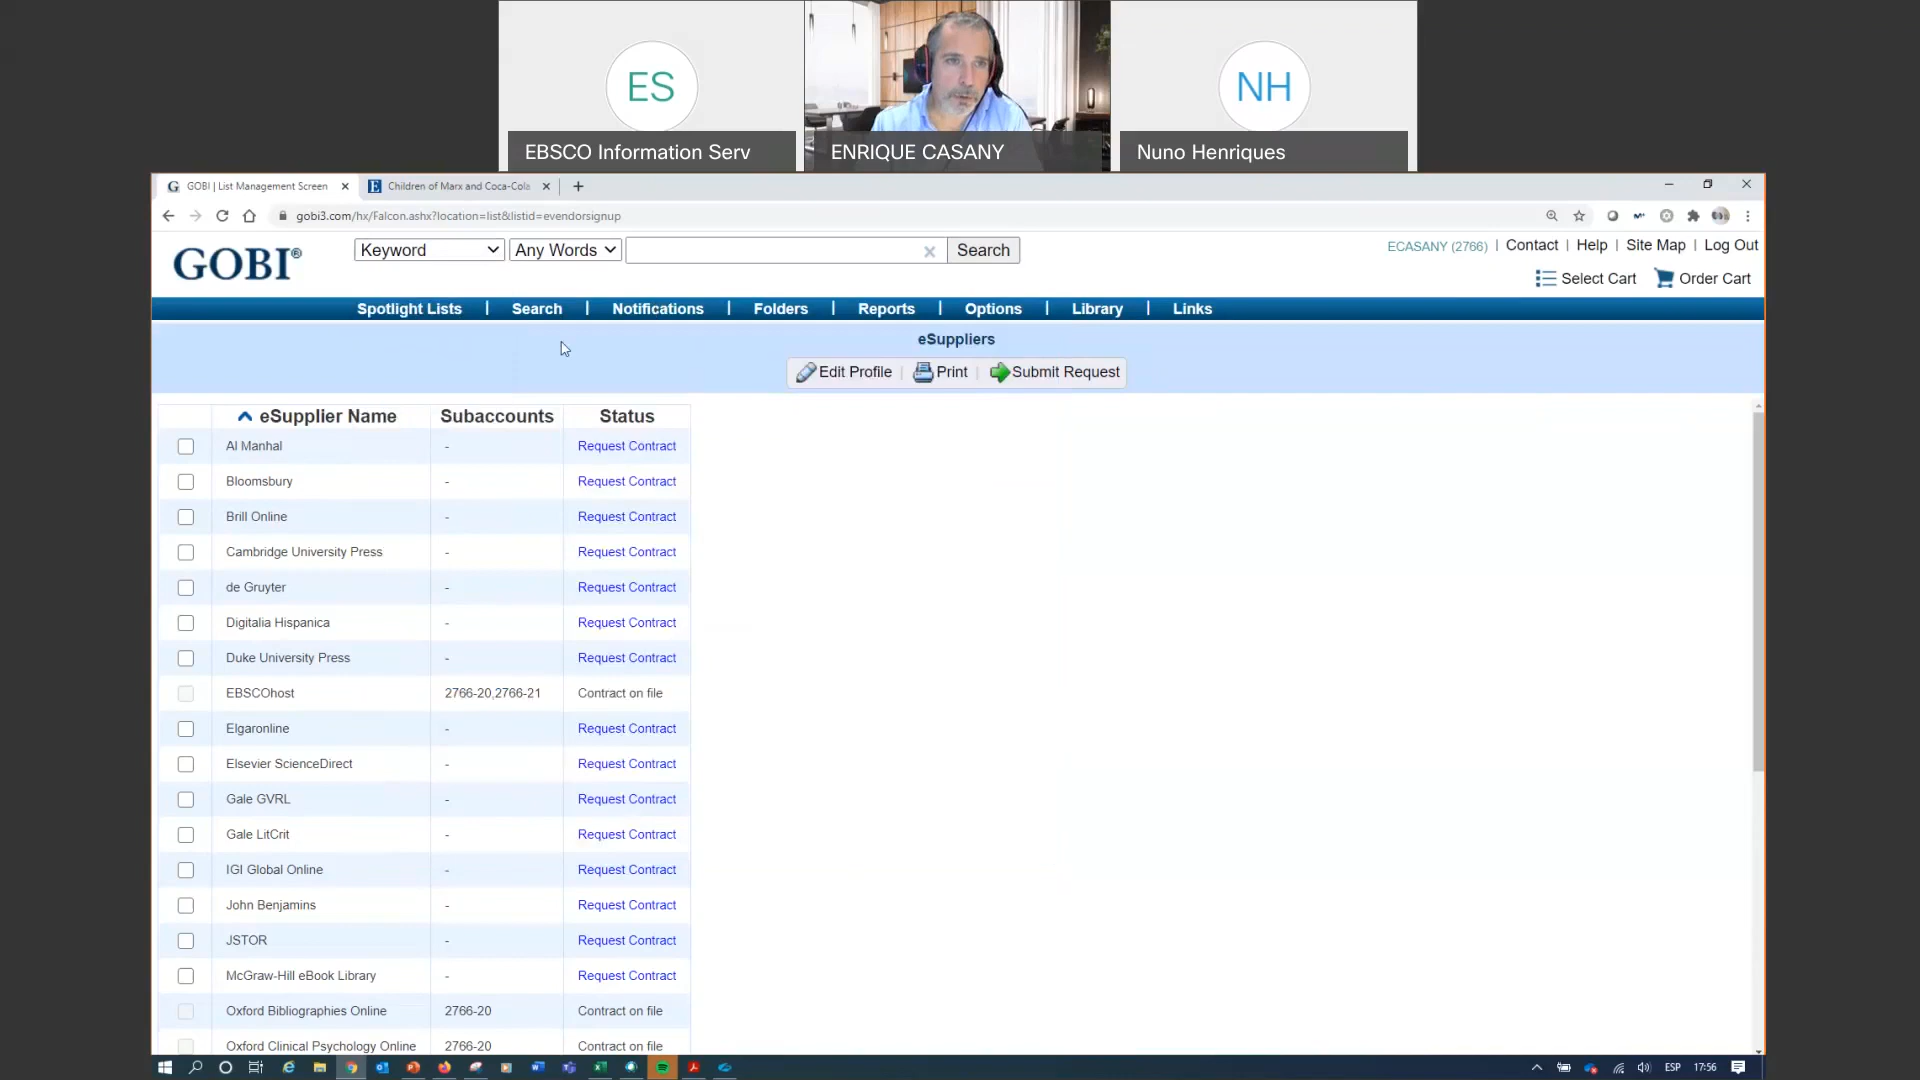 ES
NH
EBSCO Information Serv
ENRIQUE CASANY
Nuno Henriques
GOBI | List Management Screen
Children of Marx and Coca-Cola
gobi3.com/hx/Falcon.ashx?location=list&listid=evendorsignup
GOBI®
Keyword
Any Words
Search
ECASANY (2766) | Contact | Help | Site Map | Log Out
Select Cart
Order Cart
Spotlight Lists | Search | Notifications | Folders | Reports | Options | Library | Links
eSuppliers
Edit Profile | Print | Submit Request
eSupplier Name Subaccounts Status
Al Manhal - Request Contract
Bloomsbury - Request Contract
Brill Online - Request Contract
Cambridge University Press - Request Contract
de Gruyter - Request Contract
Digitalia Hispanica - Request Contract
Duke University Press - Request Contract
EBSCOhost 2766-20,2766-21 Contract on file
Elgaronline - Request Contract
Elsevier ScienceDirect - Request Contract
Gale GVRL - Request Contract
Gale LitCrit - Request Contract
IGI Global Online - Request Contract
John Benjamins - Request Contract
JSTOR - Request Contract
McGraw-Hill eBook Library - Request Contract
Oxford Bibliographies Online 2766-20 Contract on file
Oxford Clinical Psychology Online 2766-20 Contract on file
ESP
17:56